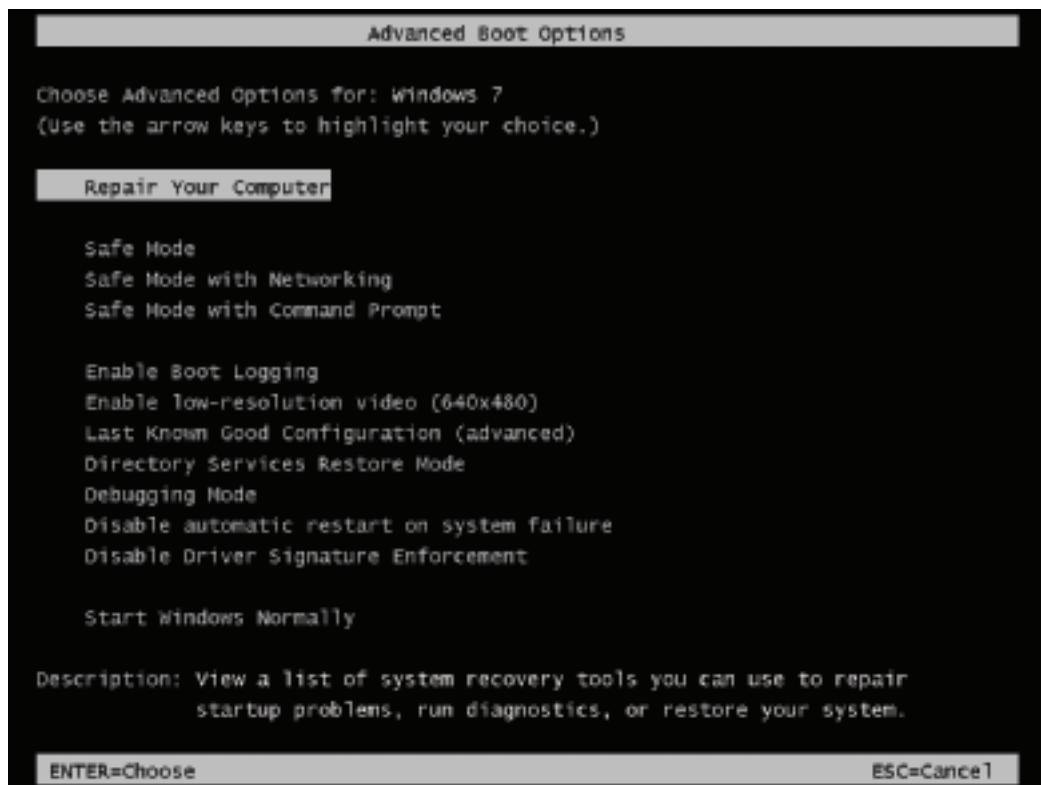 Advanced Boot Options
Choose Advanced Options for: Windows 7
(Use the arrow keys to highlight your choice.)
Repair Your Computer
Safe Mode
Safe Mode with Networking
Safe Mode with Command Prompt
Enable Boot Logging
Enable low-resolution video (640x480)
Last Known Good Configuration (advanced)
Directory Services Restore Mode
Debugging Mode
Disable automatic restart on system failure
Disable Driver Signature Enforcement
Start Windows Normally
Description: View a list of system recovery tools you can use to repair
startup problems, run diagnostics, or restore your system.
ENTER=Choose ESC=Cancel